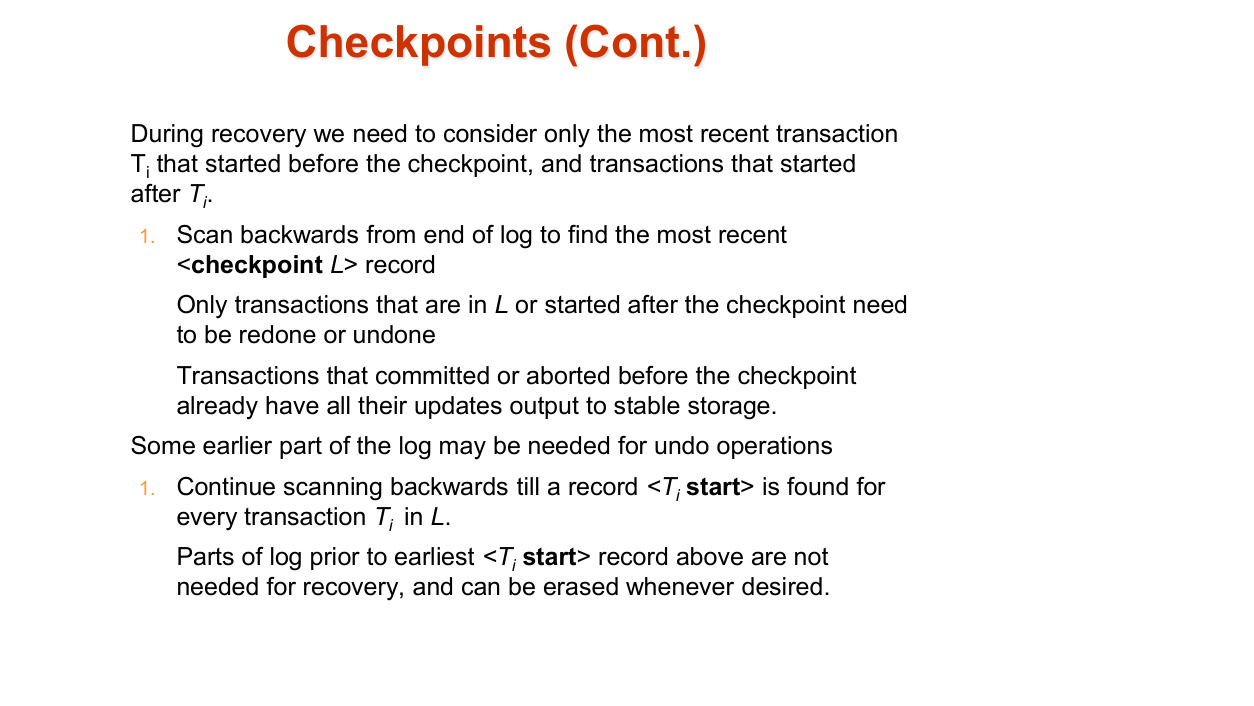 Checkpoints (Cont.)
During recovery we need to consider only the most recent transaction
Ti that started before the checkpoint, and transactions that started
after Ti.
1. Scan backwards from end of log to find the most recent
<checkpoint L> record
Only transactions that are in L or started after the checkpoint need
to be redone or undone
Transactions that committed or aborted before the checkpoint
already have all their updates output to stable storage.
Some earlier part of the log may be needed for undo operations
1. Continue scanning backwards till a record <Ti start> is found for
every transaction Ti in L.
Parts of log prior to earliest <Ti start> record above are not
needed for recovery, and can be erased whenever desired.